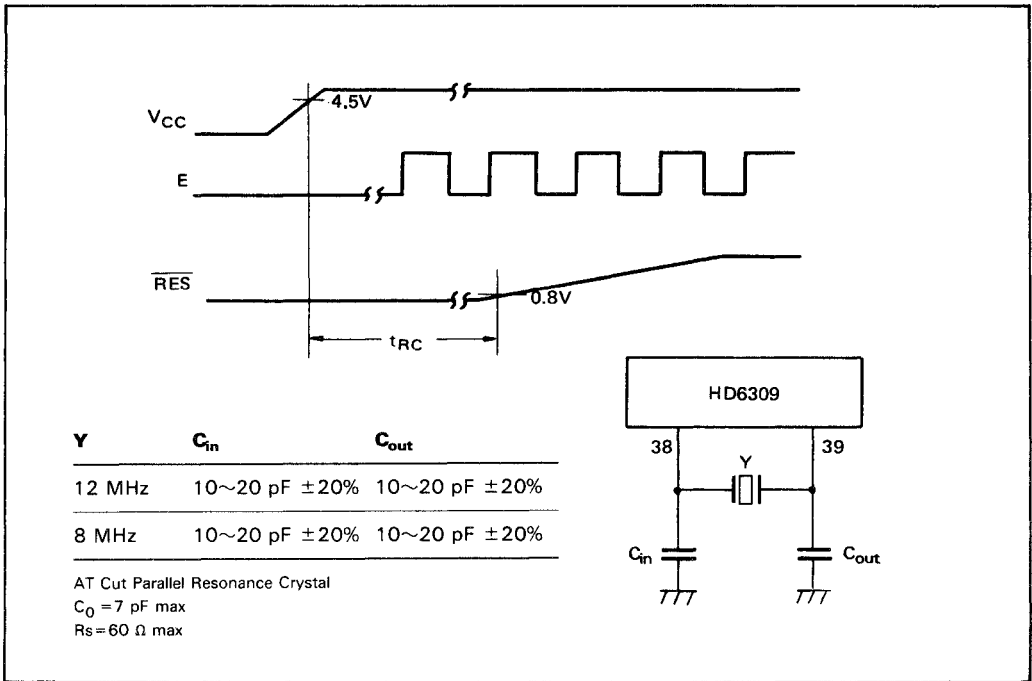 VCC
4.5V
E
RES
0.8V
tRC
HD6309
38
39
Y
Cin
Cout
Y Cin Cout
12 MHz 10~20 pF ±20% 10~20 pF ±20%
8 MHz 10~20 pF ±20% 10~20 pF ±20%
AT Cut Parallel Resonance Crystal
C0 =7 pF max
Rs=60 Ω max